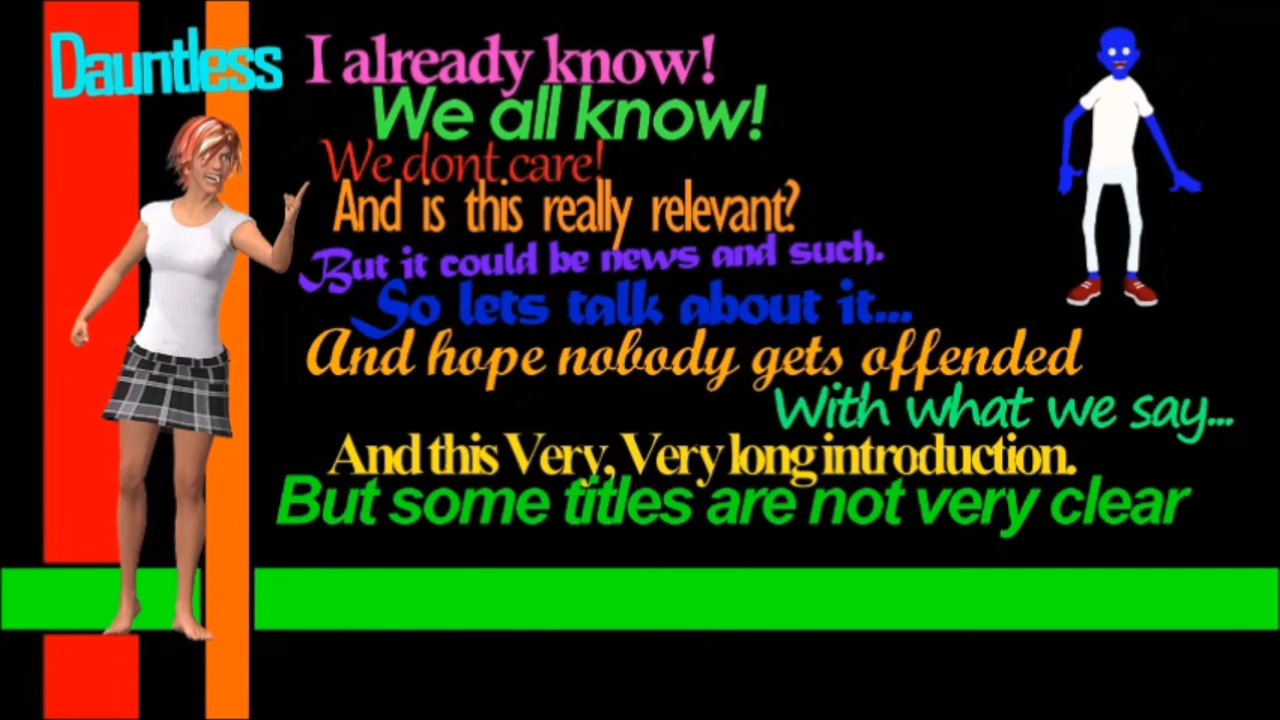 Dauntless
I already know!
We all know!
We dont care!
And is this really relevant?
But it could be news and such.
So lets talk about it...
And hope nobody gets offended
With what we say...
And this Very, Very long introduction.
But some titles are not very clear